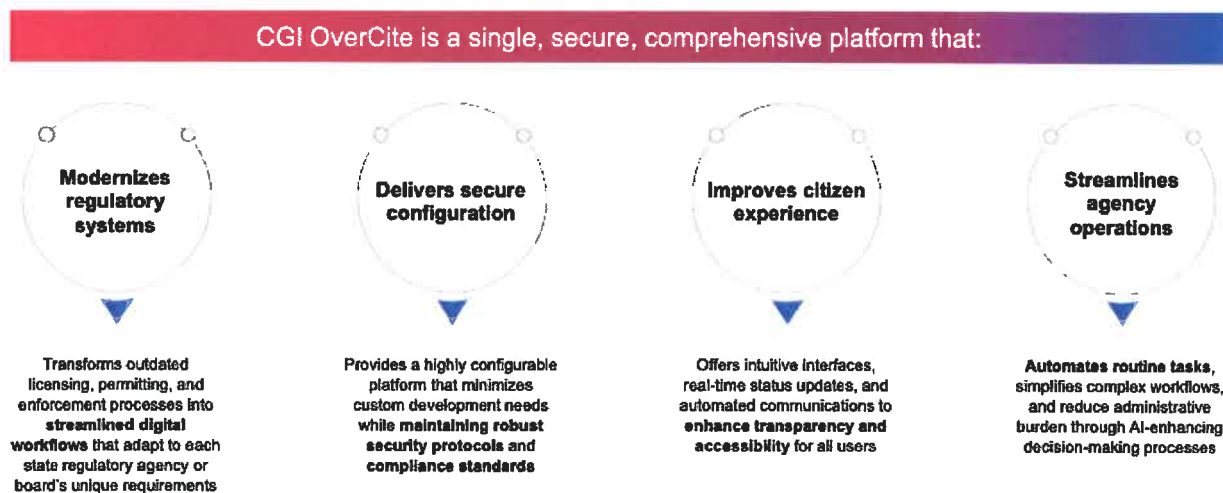 CGI OverCite is a single, secure, comprehensive platform that:
Modernizes
regulatory
systems
Transforms outdated
licensing, permitting, and
enforcement processes into
streamlined digital
workflows that adapt to each
state regulatory agency or
board's unique requirements
Delivers secure
configuration
Provides a highly configurable
platform that minimizes
custom development needs
while maintaining robust
security protocols and
compliance standards
Improves citizen
experience
Offers intuitive interfaces,
real-time status updates, and
automated communications to
enhance transparency and
accessibility for all users
Streamlines
agency
operations
Automates routine tasks,
simplifies complex workflows,
and reduce administrative
burden through AI-enhancing
decision-making processes